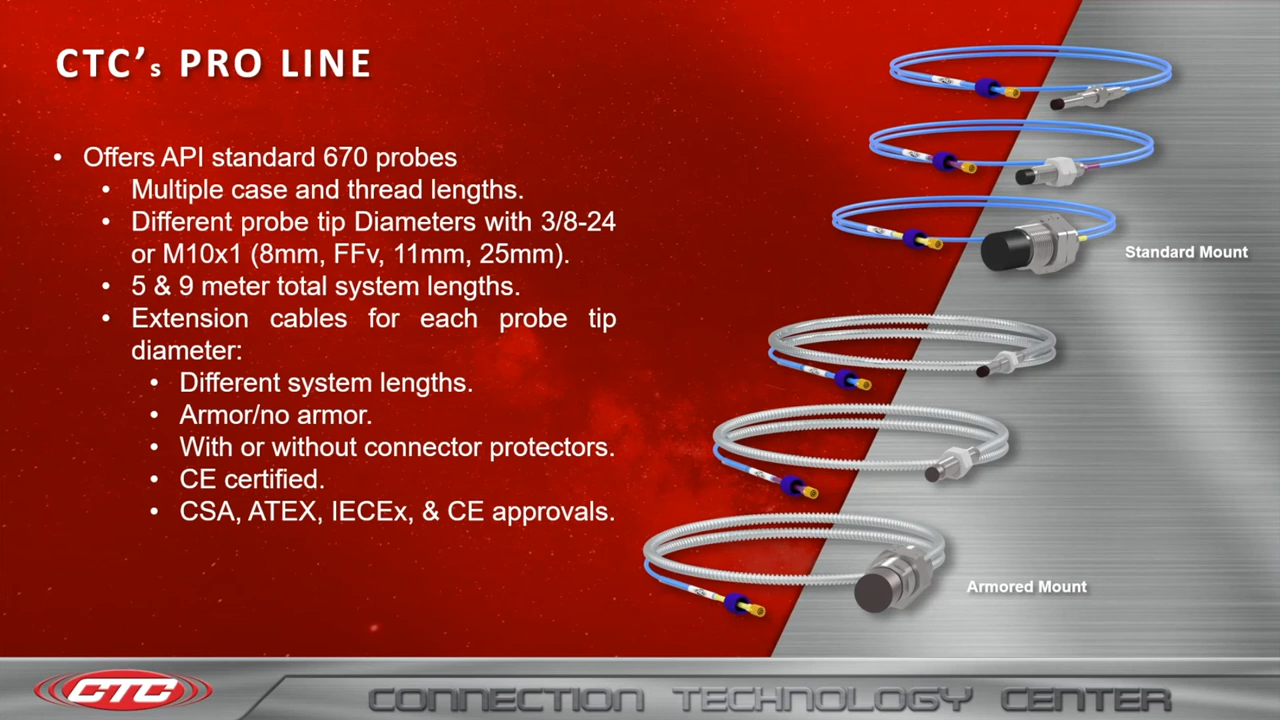 CTC's PRO LINE
• Offers API standard 670 probes
• Multiple case and thread lengths.
• Different probe tip Diameters with 3/8-24
or M10x1 (8mm, FFv, 11mm, 25mm).
• 5 & 9 meter total system lengths.
• Extension cables for each probe tip
diameter:
• Different system lengths.
• Armor/no armor.
• With or without connector protectors.
• CE certified.
• CSA, ATEX, IECEx, & CE approvals.
Standard Mount
Armored Mount
CTC
CONNECTION TECHNOLOGY CENTER